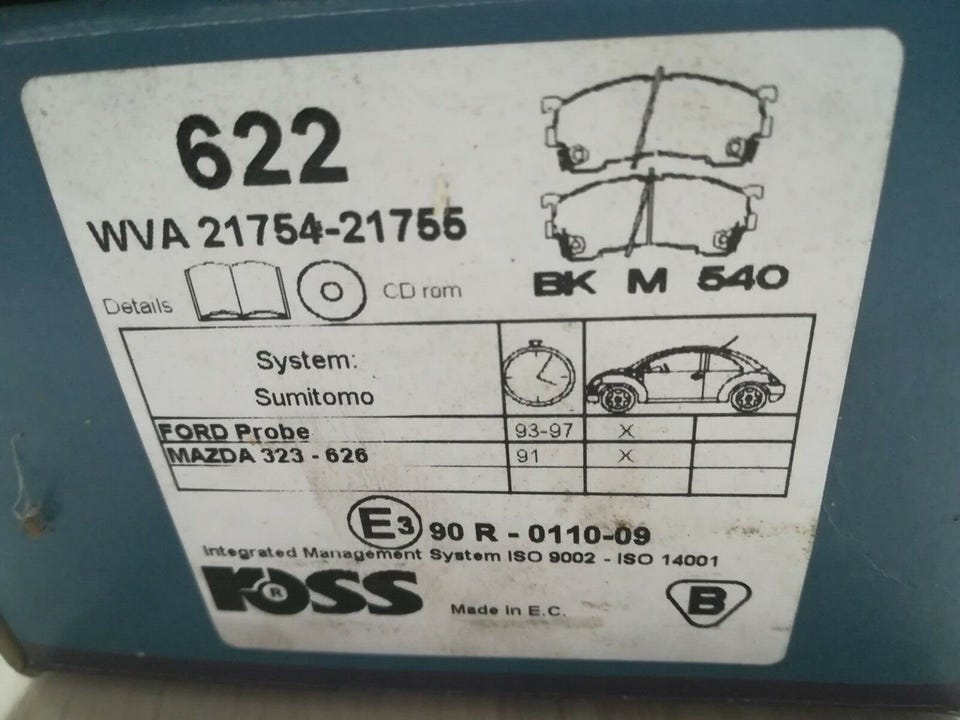 622
WVA 21754-21755
BK M 540
Details CD rom
System:
Sumitomo
FORD Probe 93-97 X
MAZDA 323 - 626 91 X
E3 90 R - 0110-09
Integrated Management System ISO 9002 - ISO 14001
ross ® Made in E.C. B